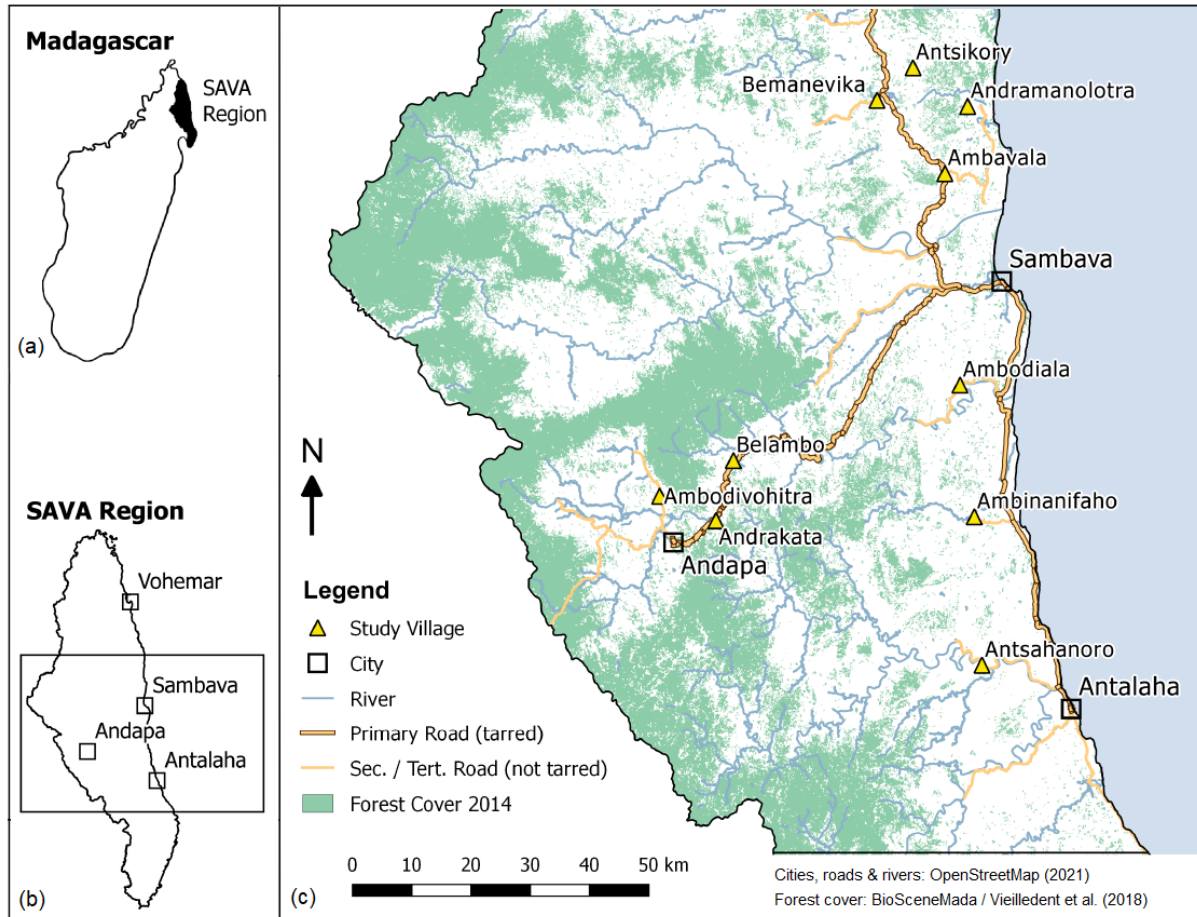 Madagascar
SAVA
Region
(a)
SAVA Region
Vohemar
Sambava
Andapa
Antalaha
(b)
Antsikory
Bemanevika
Andramanolotra
Ambavala
Sambava
Ambodiala
Belambo
Ambodivohitra
Ambinanifaho
Andrakata
Andapa
Antsahanoro
Antalaha
N
Legend
Study Village
City
River
Primary Road (tarred)
Sec. / Tert. Road (not tarred)
Forest Cover 2014
0 10 20 30 40 50 km
(c)
Cities, roads & rivers: OpenStreetMap (2021)
Forest cover: BioSceneMada / Vieilledent et al. (2018)